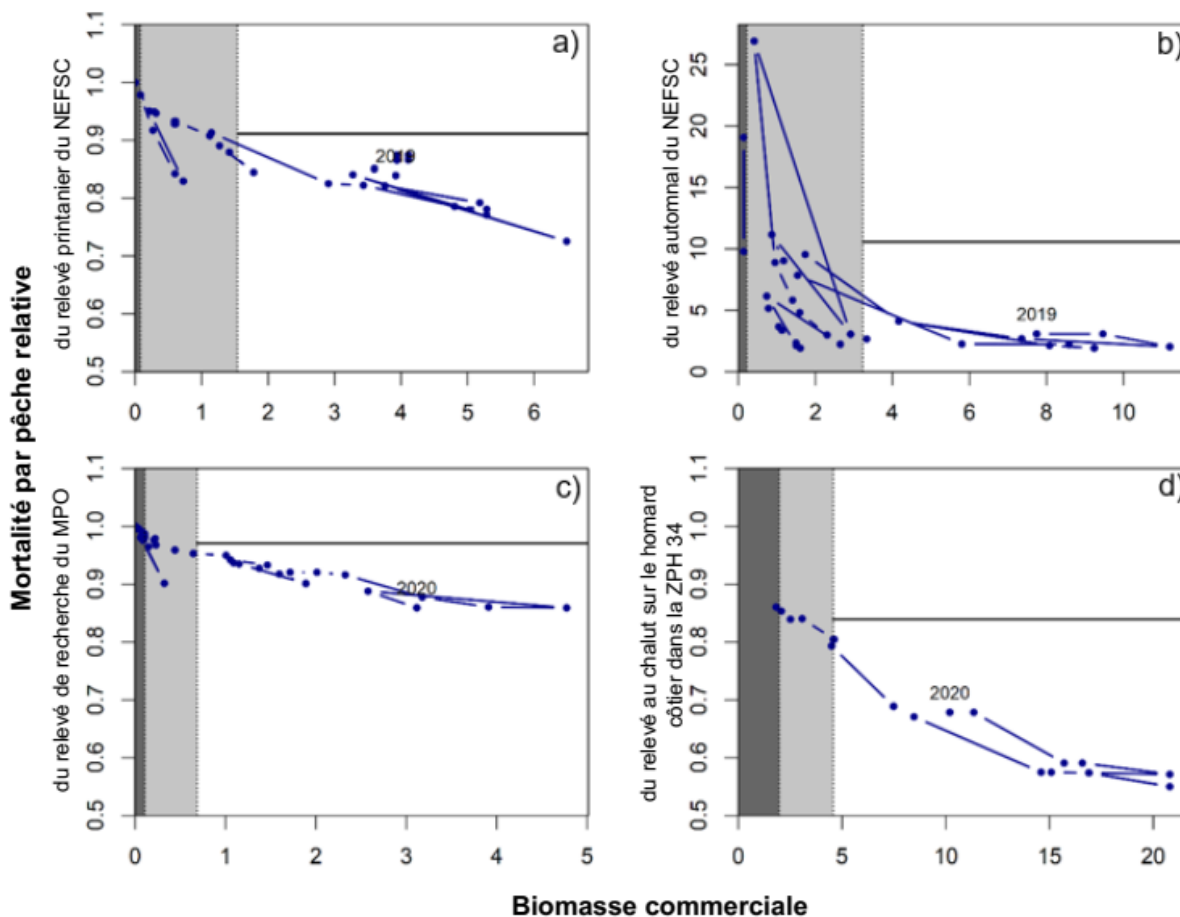 Mortalité par pêche relative
du relevé printanier du NEFSC
1.1
1.0
0.9
0.8
0.7
0.6
0.5
a)
2019
0 1 2 3 4 5 6
du relevé automnal du NEFSC
25
20
15
10
5
0
b)
2019
0 2 4 6 8 10
du relevé de recherche du MPO
1.1
1.0
0.9
0.8
0.7
0.6
0.5
c)
2020
0 1 2 3 4 5
du relevé au chalut sur le homard
côtier dans la ZPH 34
1.1
1.0
0.9
0.8
0.7
0.6
0.5
d)
2020
0 5 10 15 20
Biomasse commerciale